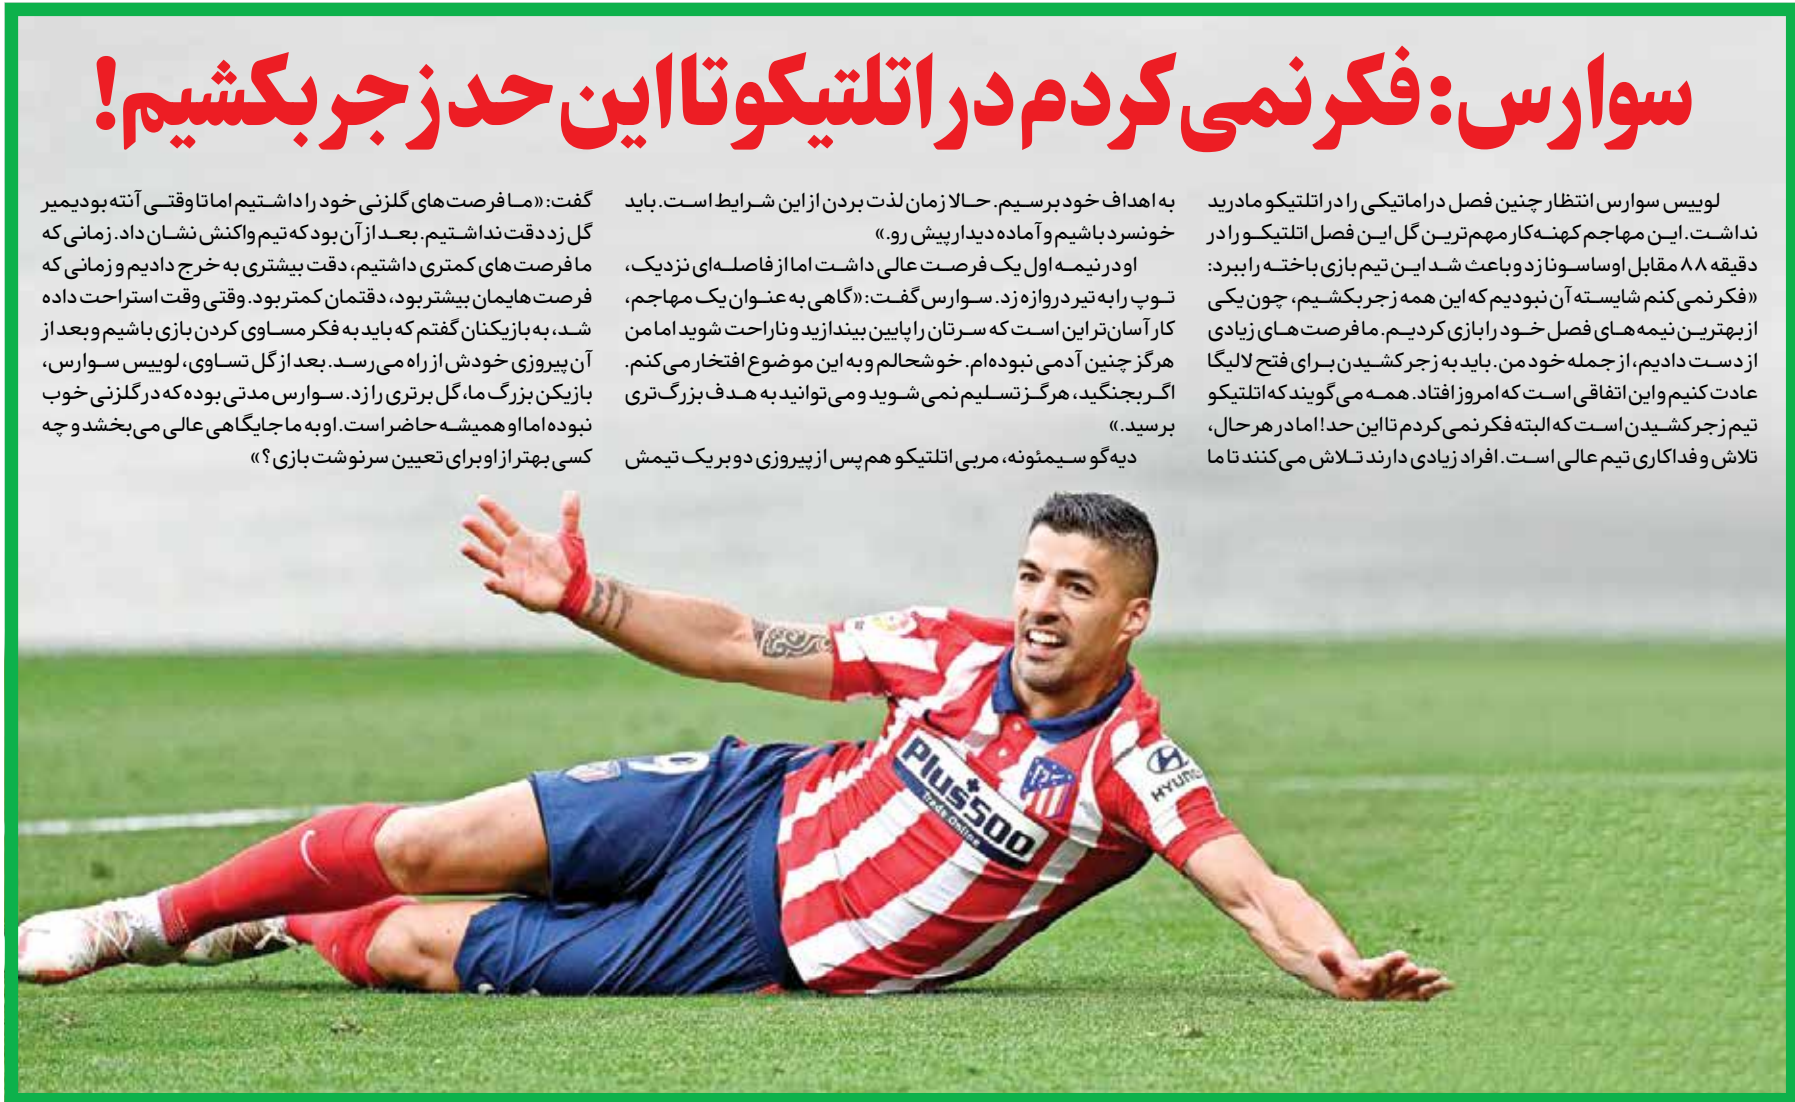 سوارس: فکر نمی‌کردم در اتلتیکو تا این حد زجر بکشیم!
لوییس سوارس انتظار چنین فصل دراماتیکی را در اتلتیکو مادرید
نداشت. این مهاجم کهنه‌کار مهم‌ترین گل این فصل اتلتیکو را در
دقیقه ۸۸ مقابل اوساسونا زد و باعث شد این تیم بازی باخته را ببرد:
«فکر نمی‌کنم شایسته آن نبودیم که این همه زجر بکشیم، چون یکی
از بهترین نیمه‌های فصل خود را بازی کردیم. ما فرصت‌های زیادی
از دست دادیم، از جمله خود من. باید به زجر کشیدن برای فتح لالیگا
عادت کنیم و این اتفاقی است که امروز افتاد. همه می‌گویند که اتلتیکو
تیم زجر کشیدن است که البته فکر نمی‌کردم تا این حد! اما در هر حال،
تلاش و فداکاری تیم عالی است. افراد زیادی دارند تلاش می‌کنند تا ما
به اهداف خود برسیم. حالا زمان لذت بردن از این شرایط است. باید
خونسرد باشیم و آماده دیدار پیش رو.»
او در نیمه اول یک فرصت عالی داشت اما از فاصله‌ای نزدیک،
توپ را به تیر دروازه زد. سوارس گفت: «گاهی به عنوان یک مهاجم،
کار آسان‌تر این است که سرتان را پایین بیندازید و ناراحت شوید اما من
هرگز چنین آدمی نبوده‌ام. خوشحالم و به این موضوع افتخار می‌کنم.
اگر بجنگید، هرگز تسلیم نمی‌شوید و می‌توانید به هدف بزرگ‌تری
برسید.»
دیه‌گو سیمئونه، مربی اتلتیکو هم پس از پیروزی دو بر یک تیمش
گفت: «ما فرصت‌های گلزنی خود را داشتیم اما تا وقتی آنته بودیمیر
گل زد دقت نداشتیم. بعد از آن بود که تیم واکنش نشان داد. زمانی که
ما فرصت‌های کمتری داشتیم، دقت بیشتری به خرج دادیم و زمانی که
فرصت‌هایمان بیشتر بود، دقتمان کمتر بود. وقتی وقت استراحت داده
شد، به بازیکنان گفتم که باید به فکر مساوی کردن بازی باشیم و بعد از
آن پیروزی خودش از راه می‌رسد. بعد از گل تساوی، لوییس سوارس،
بازیکن بزرگ ما، گل برتری را زد. سوارس مدتی بوده که در گلزنی خوب
نبوده اما او همیشه حاضر است. او به ما جایگاهی عالی می‌بخشد و چه
کسی بهتر از او برای تعیین سرنوشت بازی؟»
Plus500
Trade Online
HYUND
9